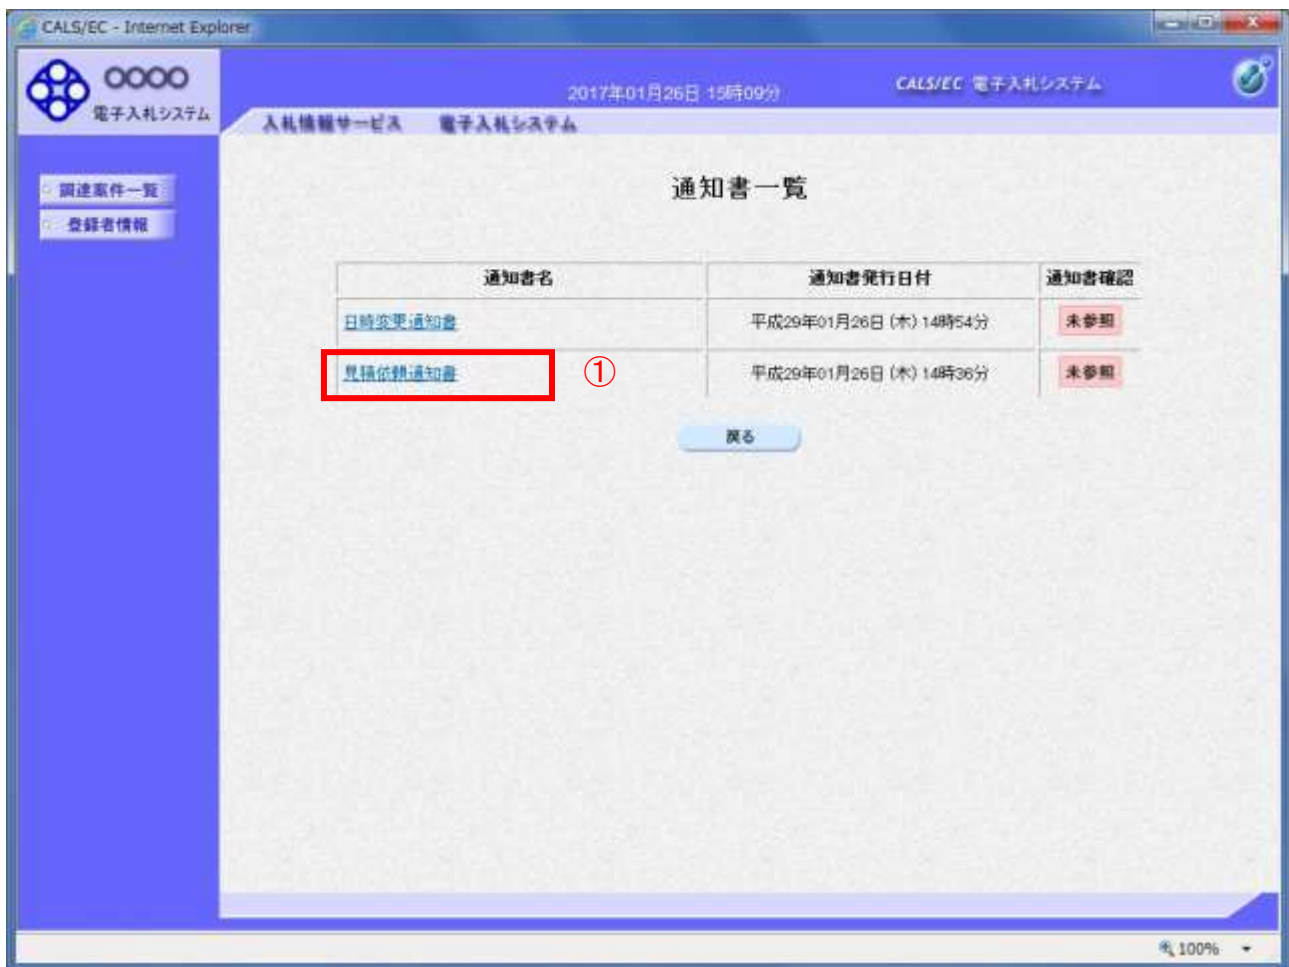 CALS/EC - Internet Explorer
OOOO
電子入札システム
2017年01月26日 15時09分
CALS/EC 電子入札システム
入札情報サービス 電子入札システム
調達案件一覧
登録者情報
通知書一覧
通知書名 通知書発行日付 通知書確認
日時変更通知書 平成29年01月26日(木)14時54分 未参照
見積依頼通知書 ① 平成29年01月26日(木)14時36分 未参照
戻る
100%